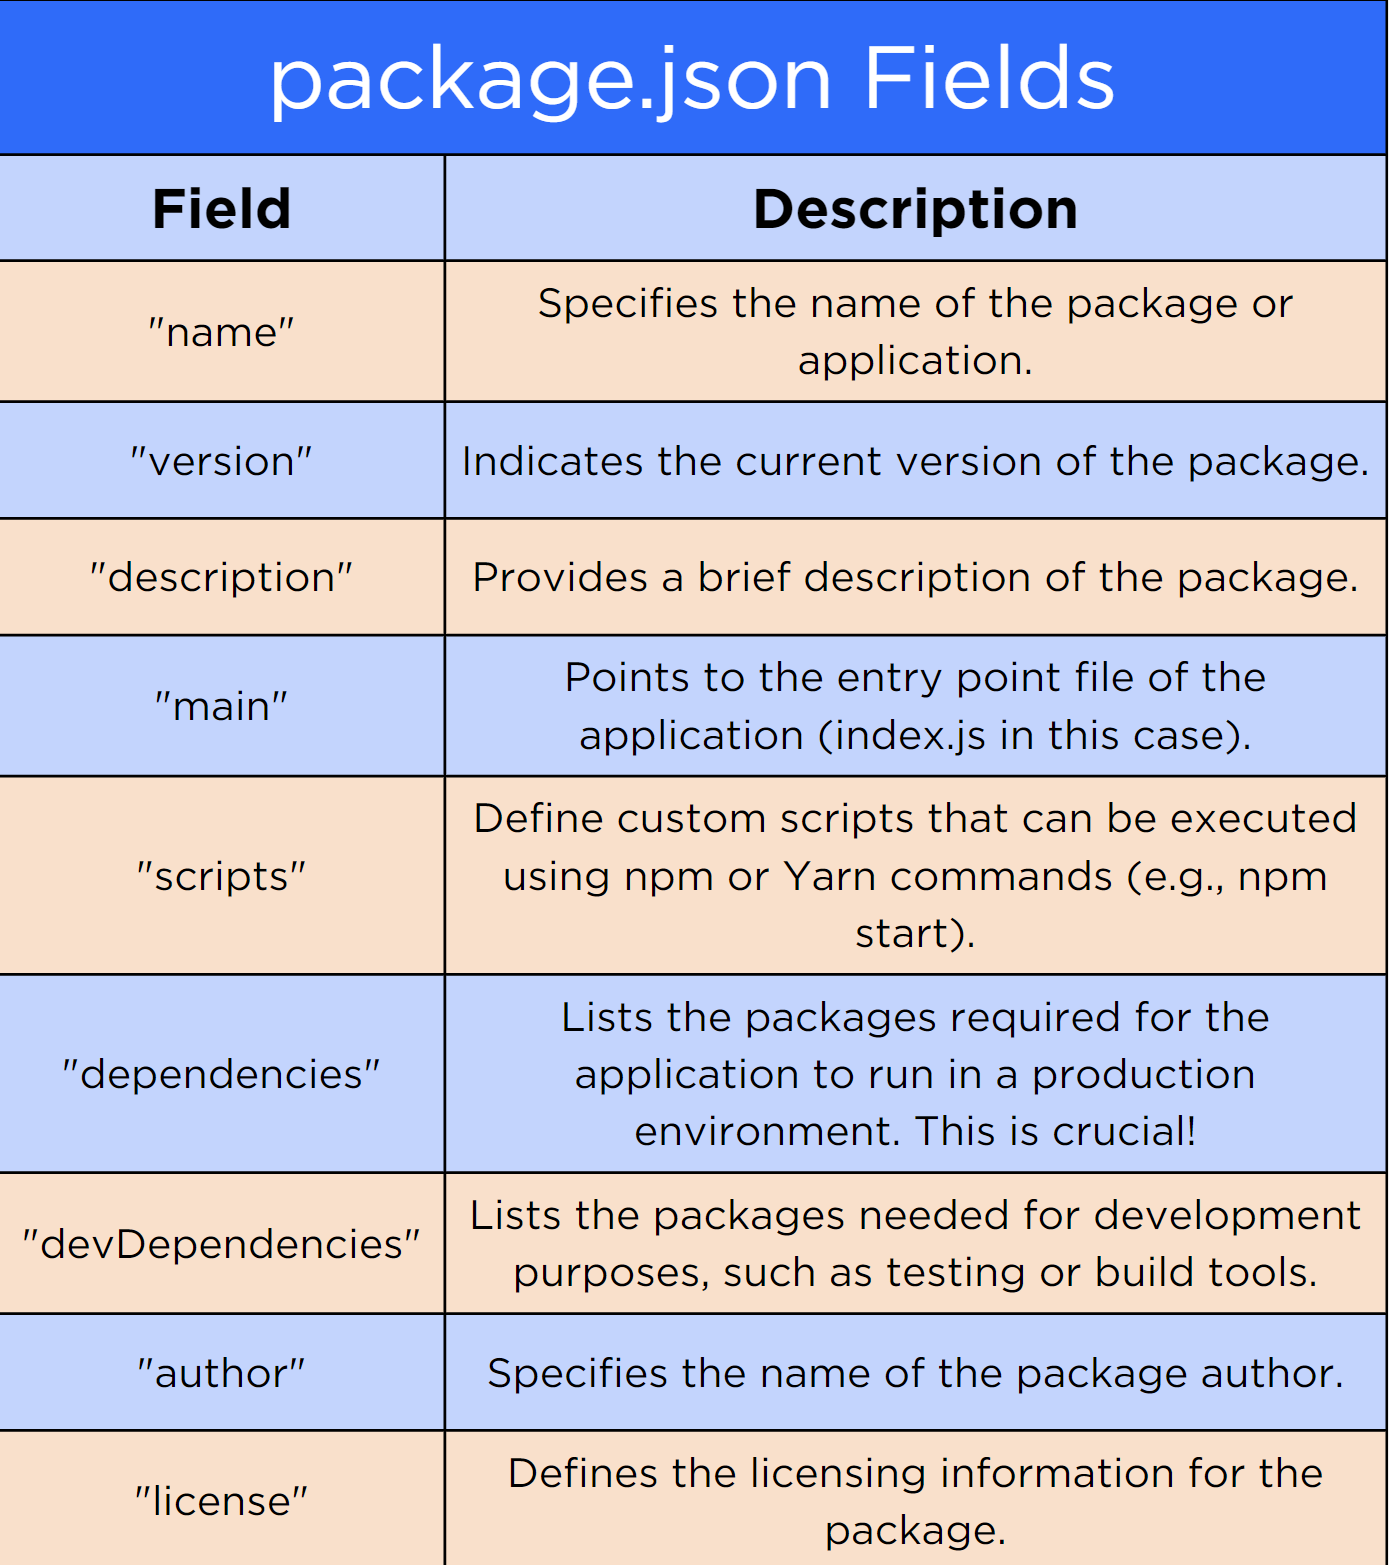 package.json Fields
Field
Description
"name"
Specifies the name of the package or
application.
"version"
Indicates the current version of the package.
"description"
Provides a brief description of the package.
"main"
Points to the entry point file of the
application (index.js in this case).
"scripts"
Define custom scripts that can be executed
using npm or Yarn commands (e.g., npm
start).
"dependencies"
Lists the packages required for the
application to run in a production
environment. This is crucial!
"devDependencies"
Lists the packages needed for development
purposes, such as testing or build tools.
"author"
Specifies the name of the package author.
"license"
Defines the licensing information for the
package.